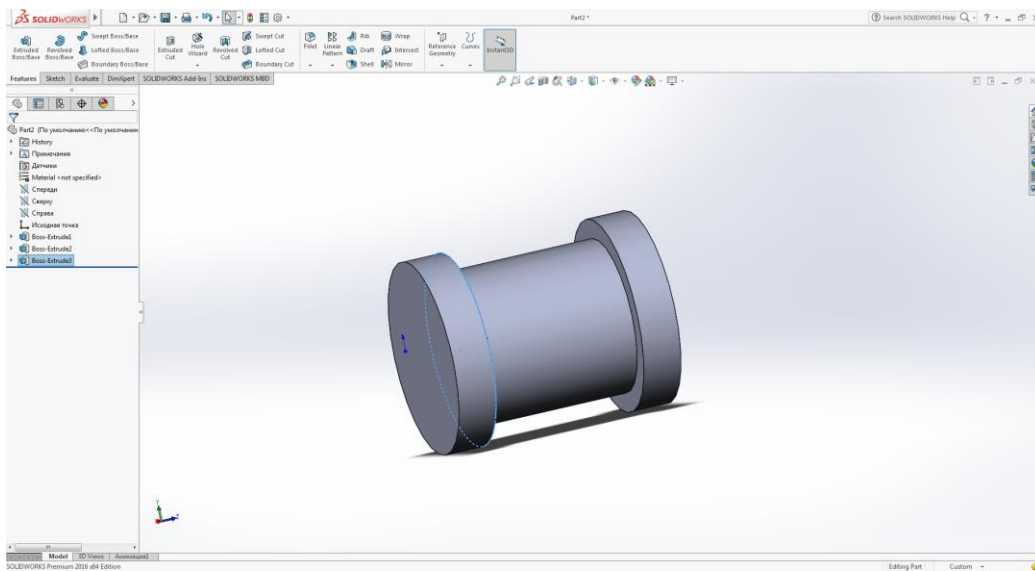 SOLIDWORKS
Part2 *
Search SOLIDWORKS Help
Extruded Boss/Base
Revolved Boss/Base
Swept Boss/Base
Lofted Boss/Base
Boundary Boss/Base
Extruded Cut
Hole Wizard
Revolved Cut
Swept Cut
Lofted Cut
Boundary Cut
Fillet
Linear Pattern
Rib
Draft
Shell
Wrap
Intersect
Mirror
Reference Geometry
Curves
Instant3D
Features
Sketch
Evaluate
DimXpert
SOLIDWORKS Add-Ins
SOLIDWORKS MBD
Part2 (По умолчанию<<По умолчани
History
Примечания
Датчики
Material <not specified>
Спереди
Сверху
Справа
Исходная точка
Boss-Extrude1
Boss-Extrude2
Boss-Extrude3
Y
Z
Model
3D Views
Анимация1
SOLIDWORKS Premium 2016 x64 Edition
Editing Part
Custom